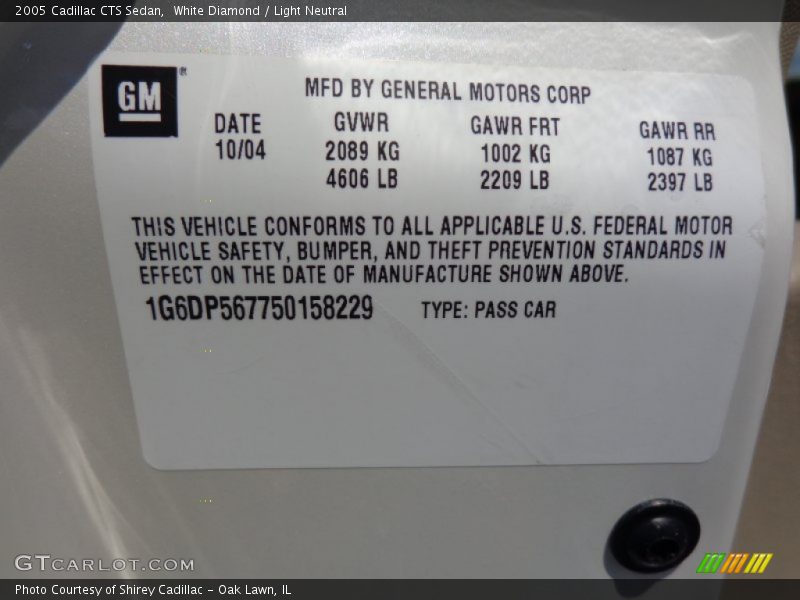 2005 Cadillac CTS Sedan, White Diamond / Light Neutral
GM®
MFD BY GENERAL MOTORS CORP
DATE GVWR GAWR FRT GAWR RR
10/04 2089 KG 1002 KG 1087 KG
4606 LB 2209 LB 2397 LB
THIS VEHICLE CONFORMS TO ALL APPLICABLE U.S. FEDERAL MOTOR
VEHICLE SAFETY, BUMPER, AND THEFT PREVENTION STANDARDS IN
EFFECT ON THE DATE OF MANUFACTURE SHOWN ABOVE.
1G6DP567750158229 TYPE: PASS CAR
GTCARLOT.COM
Photo Courtesy of Shirey Cadillac - Oak Lawn, IL